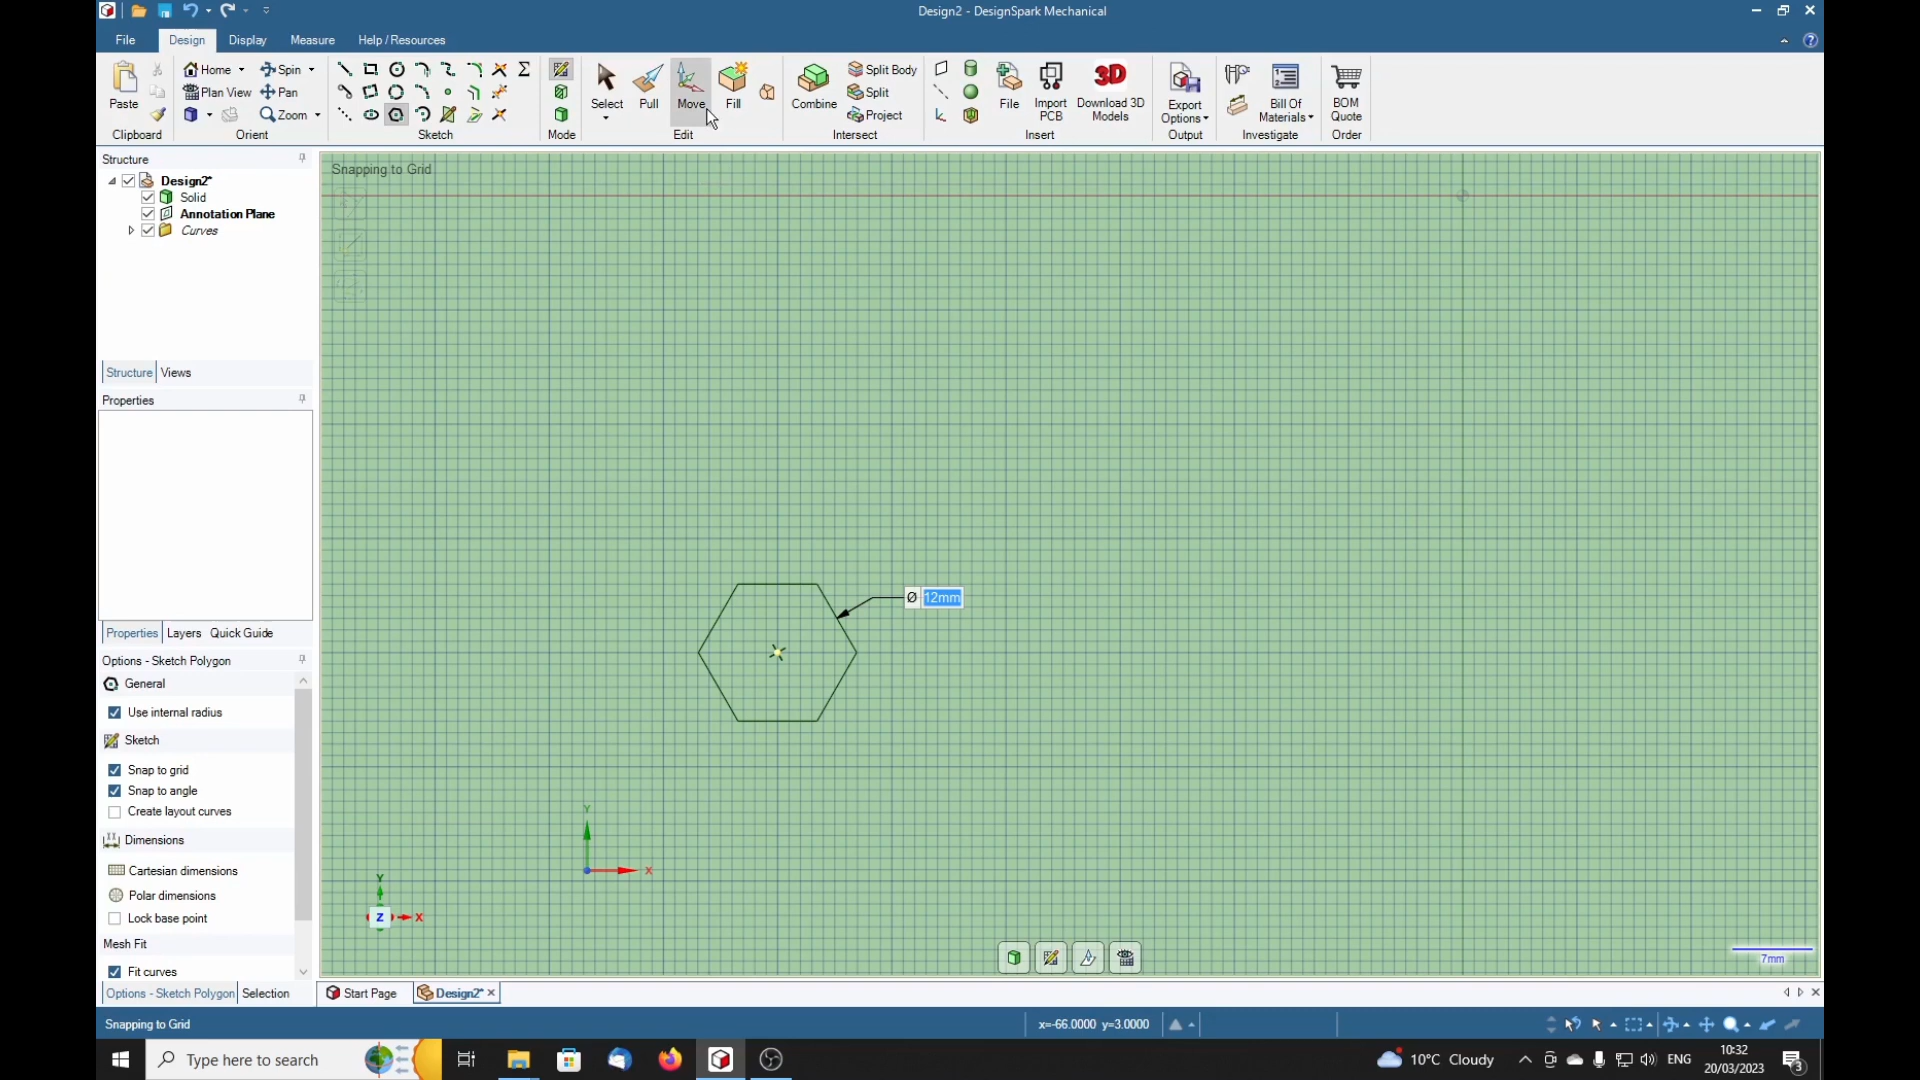 Design2 - DesignSpark Mechanical
File Design Display Measure Help / Resources
Paste
Clipboard
Home Spin
Plan View Pan
Zoom
Orient
Sketch
Mode
Select Pull Move Fill
Edit
Combine
Split Body
Split
Project
Intersect
File
Import PCB
Download 3D Models
3D
Insert
Export Options
Output
Bill Of Materials
Investigate
BOM Quote
Order
Structure
Design2*
Solid
Annotation Plane
Curves
Structure Views
Properties
Properties Layers Quick Guide
Options - Sketch Polygon
General
Use internal radius
Sketch
Snap to grid
Snap to angle
Create layout curves
Dimensions
Cartesian dimensions
Polar dimensions
Lock base point
Mesh Fit
Fit curves
Options - Sketch Polygon Selection
Snapping to Grid
Ø 12mm
Y
X
Y
Z X
7mm
Start Page Design2*
Snapping to Grid
x=-66.0000 y=3.0000
Type here to search
10°C Cloudy
ENG
10:32
20/03/2023
3